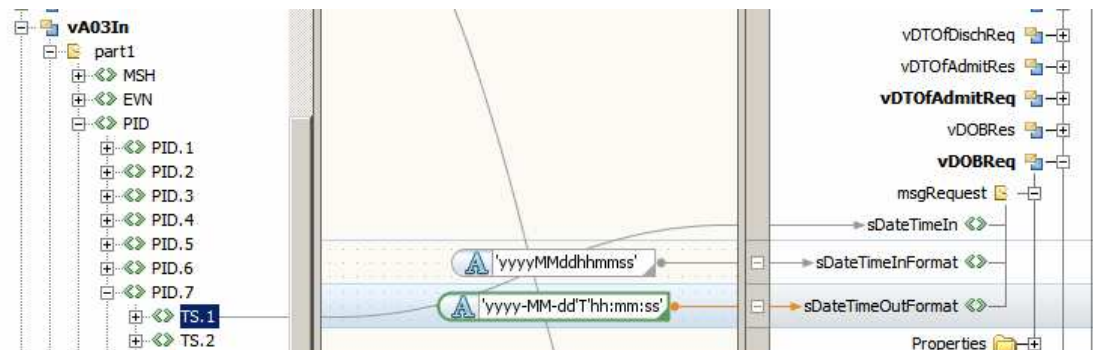 vA03In
part1
MSH
EVN
PID
PID.1
PID.2
PID.3
PID.4
PID.5
PID.6
PID.7
TS.1
TS.2
A 'yyyyMMddhhmmss'
A 'yyyy-MM-dd'T'hh:mm:ss'
vDTOfDischReq
vDTOfAdmitRes
vDTOfAdmitReq
vDOBRes
vDOBReq
msgRequest
sDateTimeIn
sDateTimeInFormat
sDateTimeOutFormat
Properties